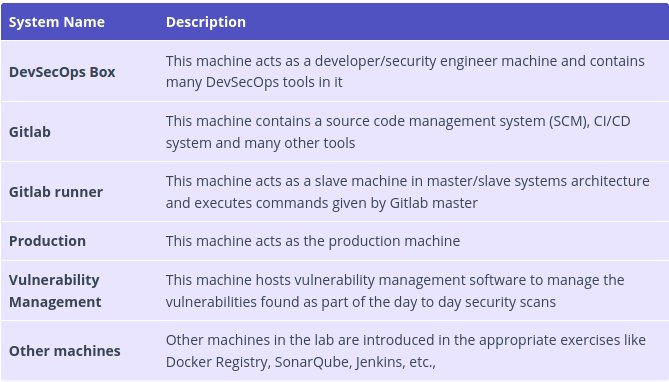 System Name Description
DevSecOps Box This machine acts as a developer/security engineer machine and contains
many DevSecOps tools in it
Gitlab This machine contains a source code management system (SCM), CI/CD
system and many other tools
Gitlab runner This machine acts as a slave machine in master/slave systems architecture
and executes commands given by Gitlab master
Production This machine acts as the production machine
Vulnerability This machine hosts vulnerability management software to manage the
Management vulnerabilities found as part of the day to day security scans
Other machines Other machines in the lab are introduced in the appropriate exercises like
Docker Registry, SonarQube, Jenkins, etc.,